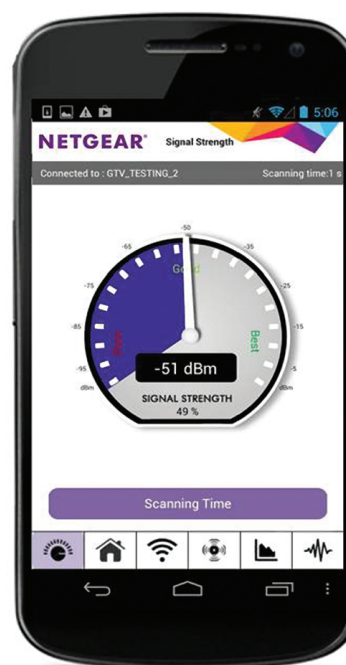 5:06
NETGEAR® Signal Strength
Connected to : GTV_TESTING_2 Scanning time:1 s
-50
-65 -35
Good
-75 -25
-85 -15
Best
-95 -5
dBm dBm
-51 dBm
SIGNAL STRENGTH
49 %
Scanning Time